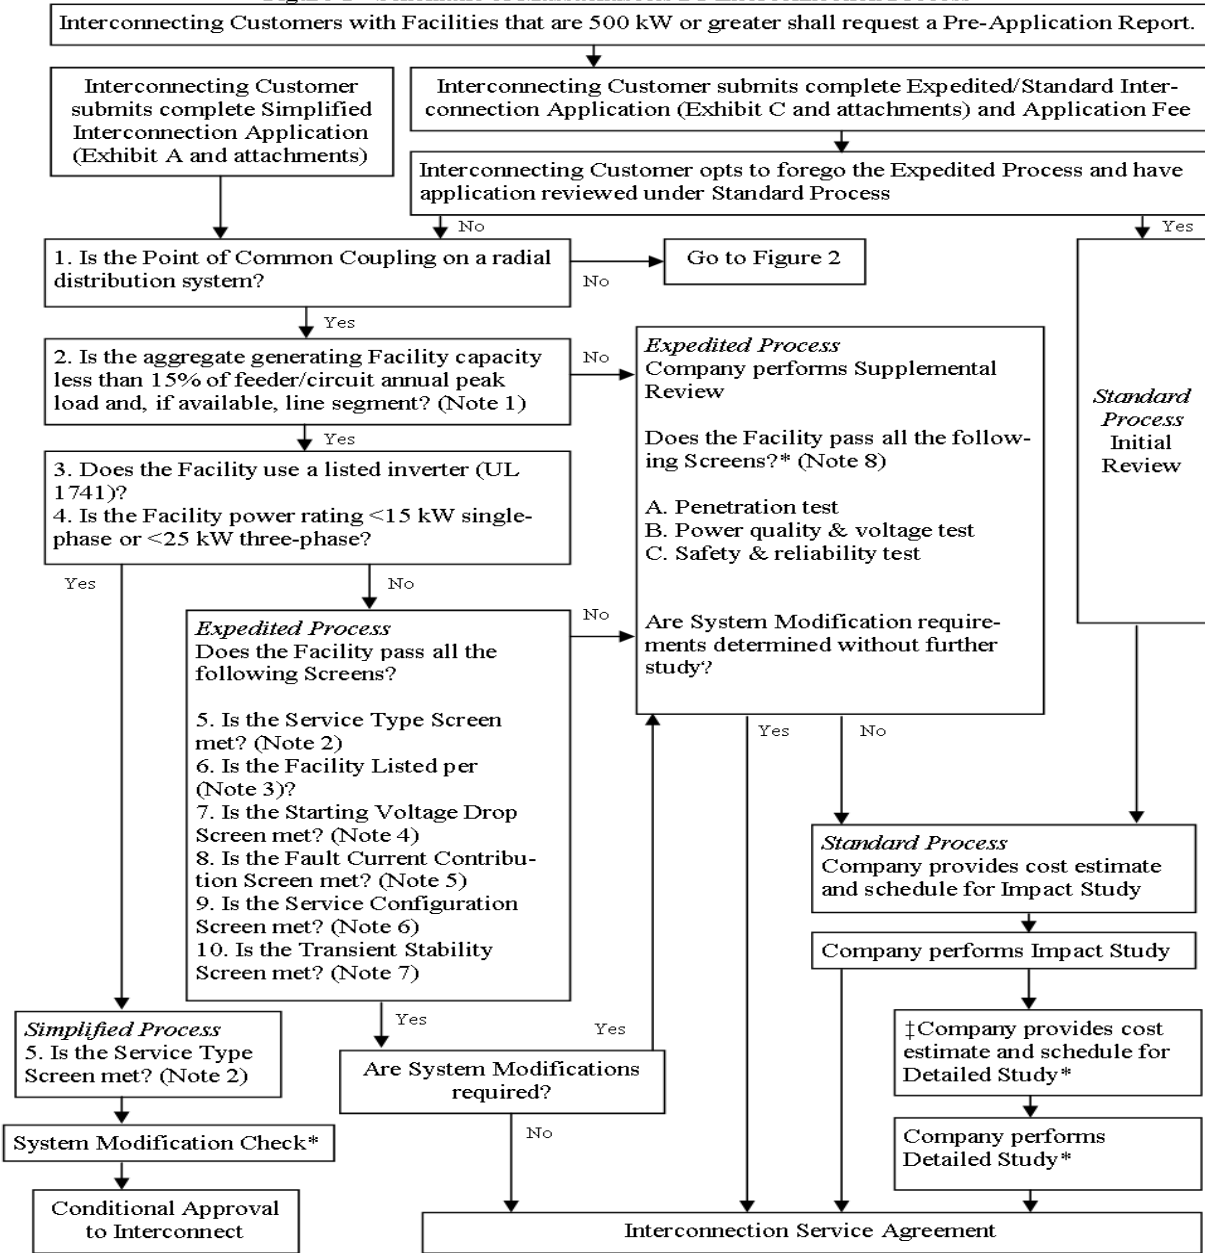 Interconnecting Customers with Facilities that are 500 kW or greater shall request a Pre-Application Report.
Interconnecting Customer
submits complete Simplified
Interconnection Application
(Exhibit A and attachments)
Interconnecting Customer submits complete Expedited/Standard Inter-
connection Application (Exhibit C and attachments) and Application Fee
Interconnecting Customer opts to forego the Expedited Process and have
application reviewed under Standard Process
No
Yes
1. Is the Point of Common Coupling on a radial
distribution system?
No
Go to Figure 2
Yes
2. Is the aggregate generating Facility capacity
less than 15% of feeder/circuit annual peak
load and, if available, line segment? (Note 1)
No
Yes
3. Does the Facility use a listed inverter (UL
1741)?
4. Is the Facility power rating <15 kW single-
phase or <25 kW three-phase?
Yes
No
Expedited Process
Company performs Supplemental
Review
Does the Facility pass all the follow-
ing Screens?* (Note 8)
A. Penetration test
B. Power quality & voltage test
C. Safety & reliability test
Are System Modification require-
ments determined without further
study?
Standard
Process
Initial
Review
Expedited Process
Does the Facility pass all the
following Screens?
5. Is the Service Type Screen
met? (Note 2)
6. Is the Facility Listed per
(Note 3)?
7. Is the Starting Voltage Drop
Screen met? (Note 4)
8. Is the Fault Current Contribu-
tion Screen met? (Note 5)
9. Is the Service Configuration
Screen met? (Note 6)
10. Is the Transient Stability
Screen met? (Note 7)
No
Yes
No
Standard Process
Company provides cost estimate
and schedule for Impact Study
Company performs Impact Study
‡Company provides cost
estimate and schedule for
Detailed Study*
Company performs
Detailed Study*
Simplified Process
5. Is the Service Type
Screen met? (Note 2)
System Modification Check*
Conditional Approval
to Interconnect
Yes
Yes
Are System Modifications
required?
No
Interconnection Service Agreement